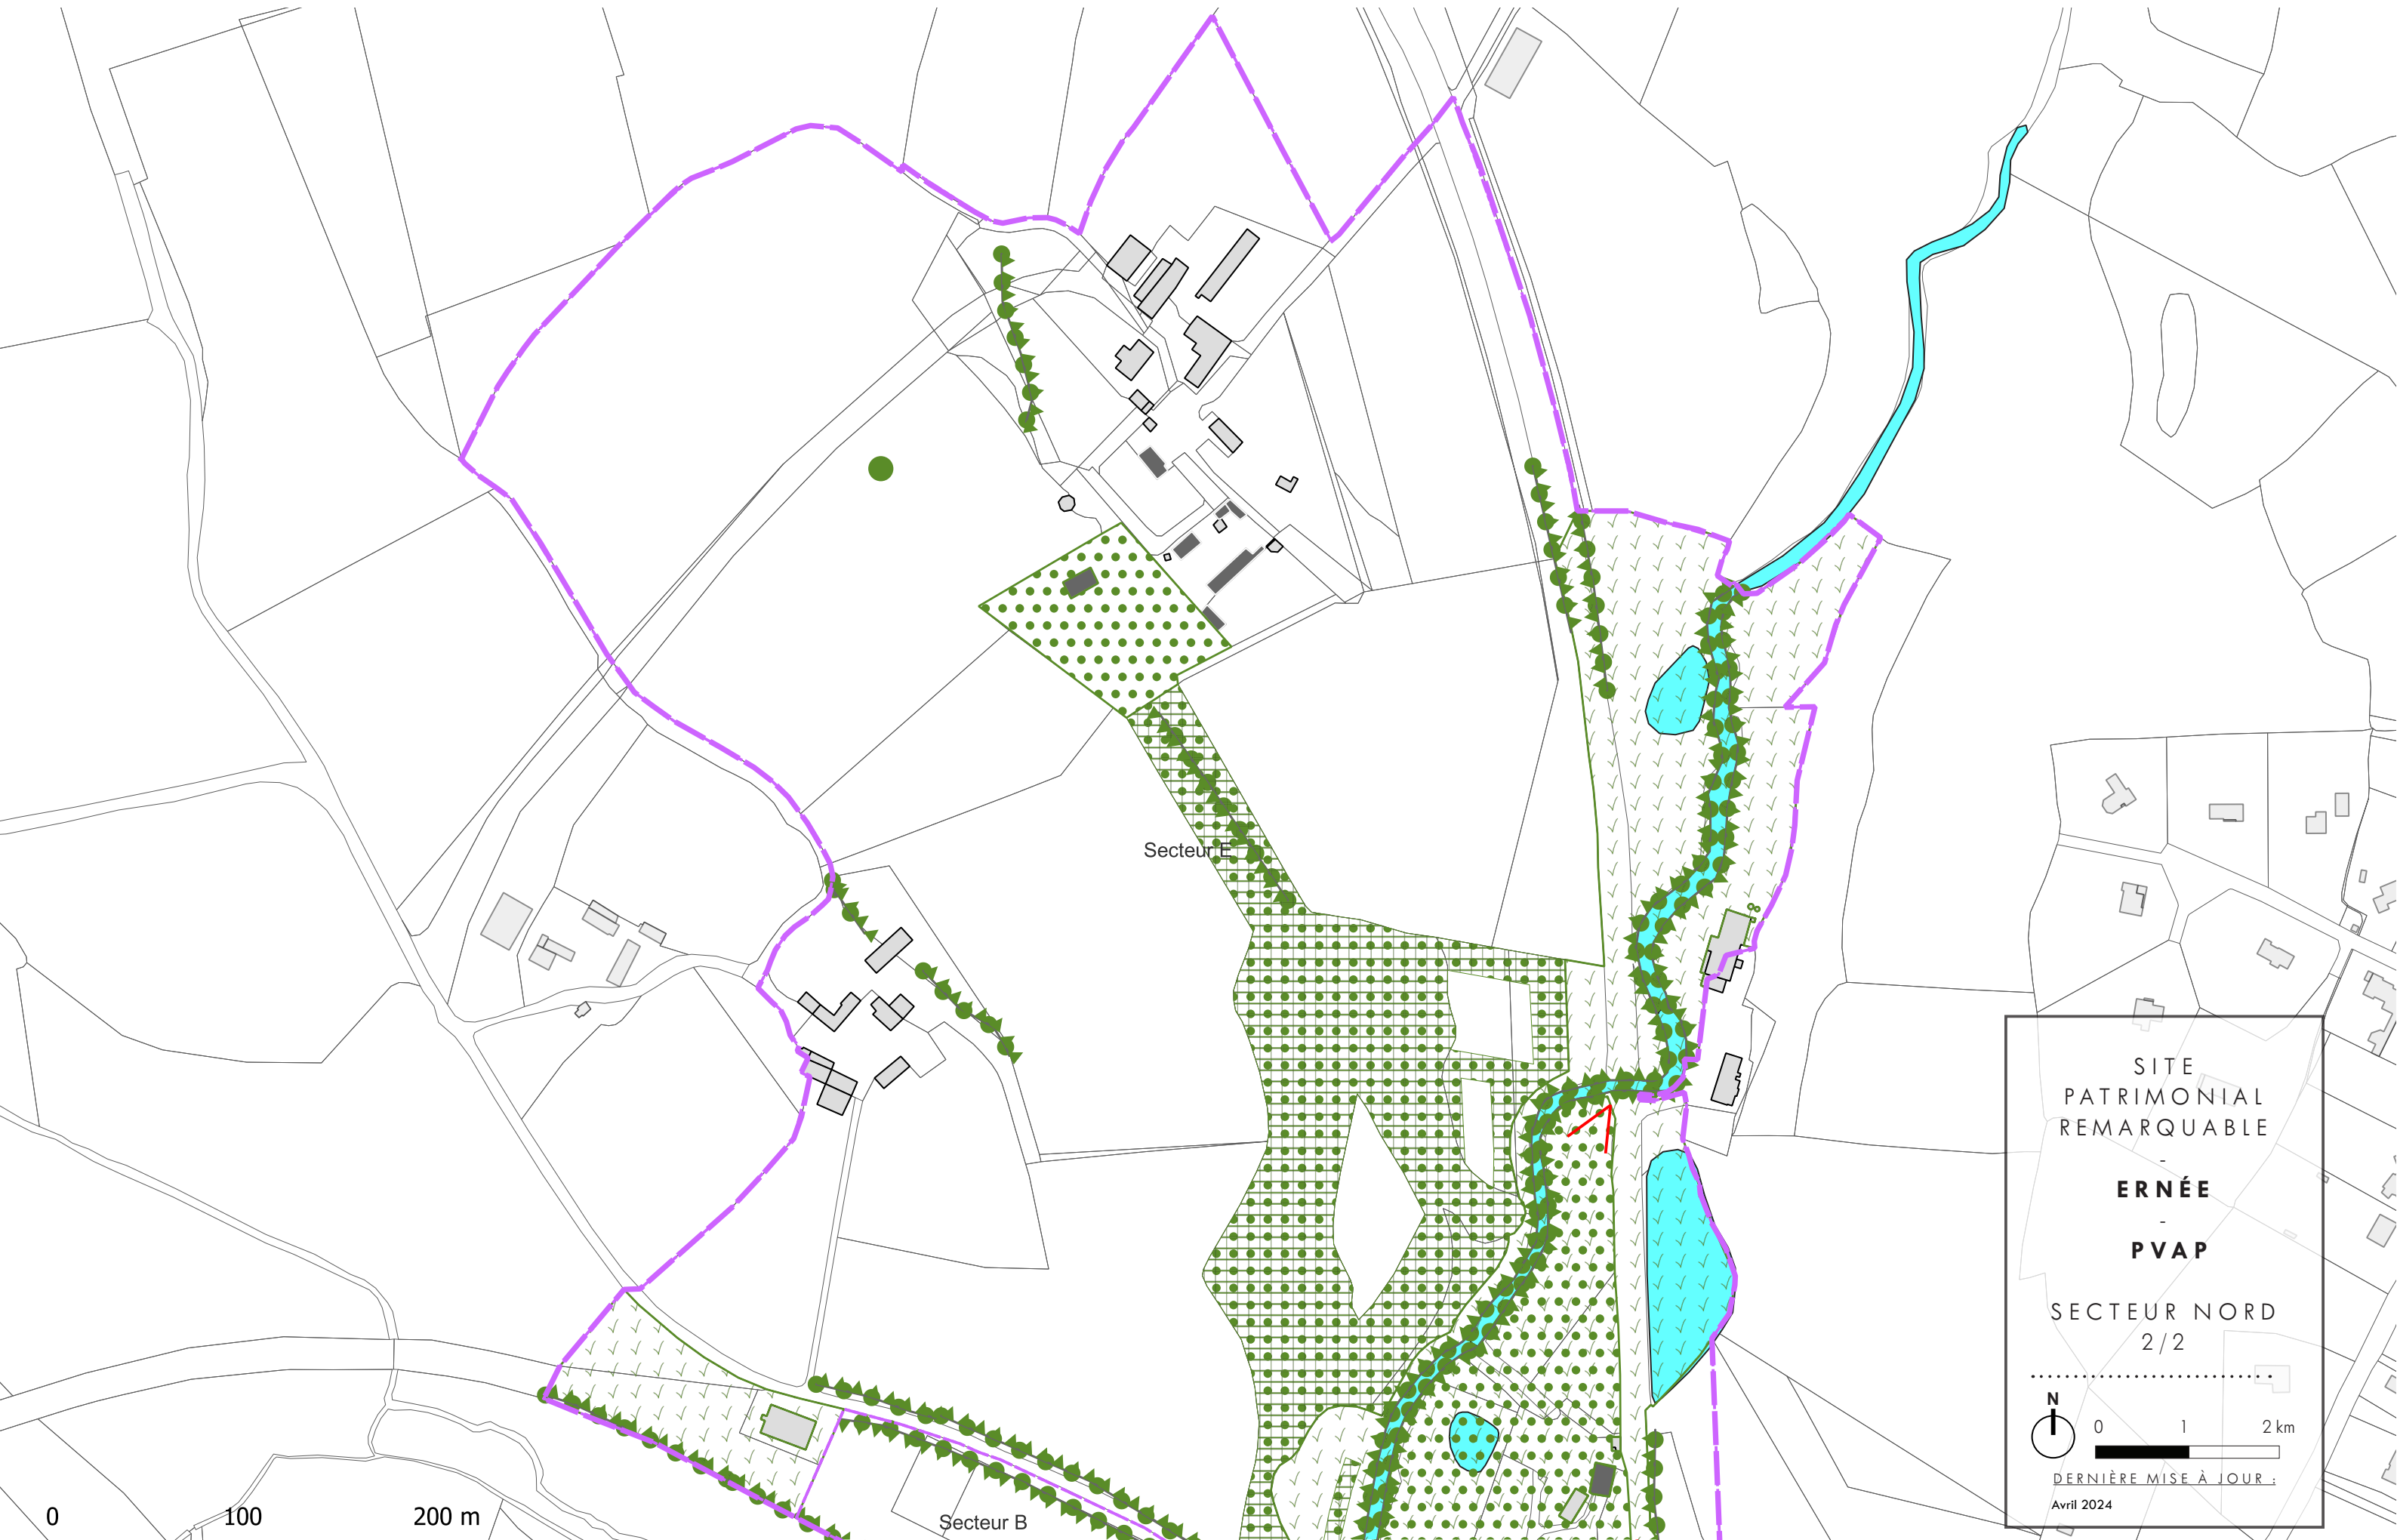 Secteur E
SITE
PATRIMONIAL
REMARQUABLE
-
ERNÉE
-
PVAP
SECTEUR NORD
2/2
N
0 1 2 km
DERNIÈRE MISE À JOUR :
Avril 2024
0 100 200 m
Secteur B